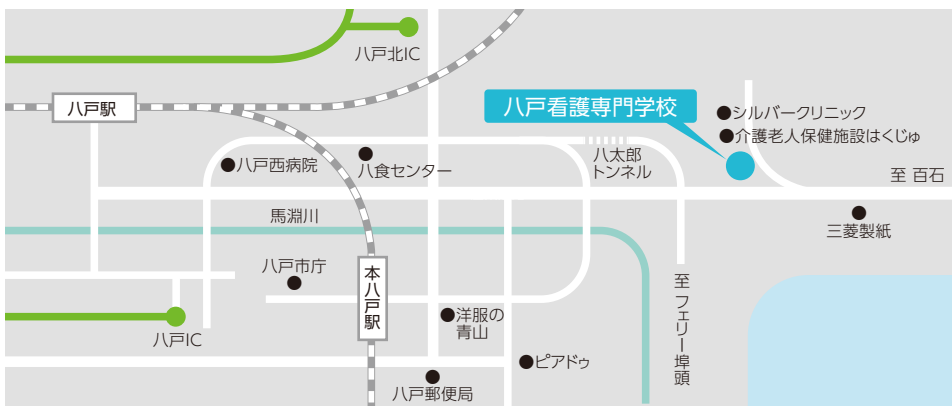 八戸北IC
八戸駅
八戸看護専門学校
シルバークリニック
介護老人保健施設はくじゅ
八戸西病院
八食センター
八太郎
トンネル
至 百石
馬淵川
三菱製紙
八戸市庁
本八戸駅
至 フェリー埠頭
洋服の
青山
八戸IC
ピアドゥ
八戸郵便局